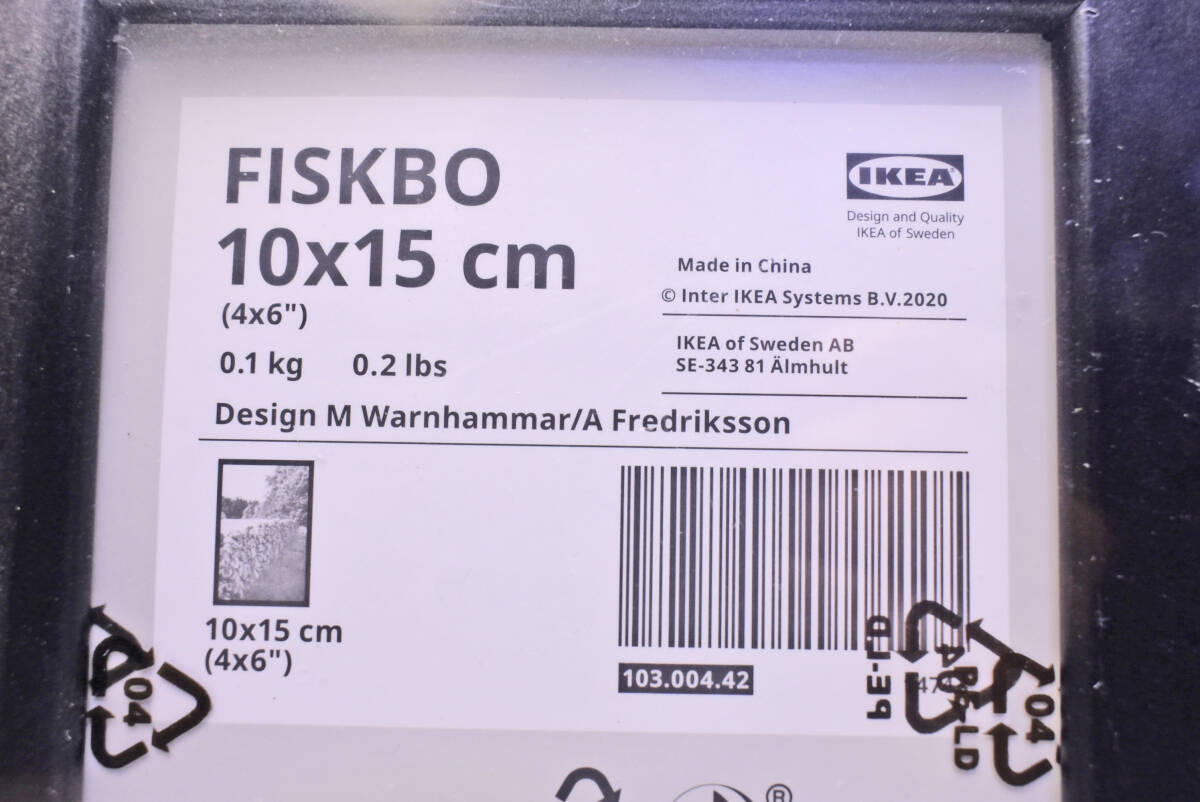 FISKBO
10x15 cm
(4x6")
0.1 kg 0.2 lbs
Design M Warnhammar/A Fredriksson
IKEA
Design and Quality
IKEA of Sweden
Made in China
© Inter IKEA Systems B.V.2020
IKEA of Sweden AB
SE-343 81 Älmhult
10x15 cm
(4x6")
103.004.42
04
PE-LD
04
PE-LD
04
®